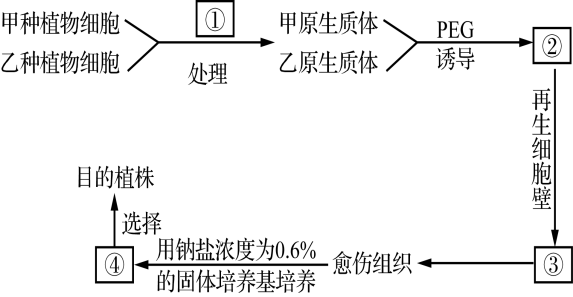 甲种植物细胞
乙种植物细胞
①
处理
甲原生质体
乙原生质体
PEG
诱导
②
再生细胞壁
③
愈伤组织
用钠盐浓度为0.6%
的固体培养基培养
④
选择
目的植株